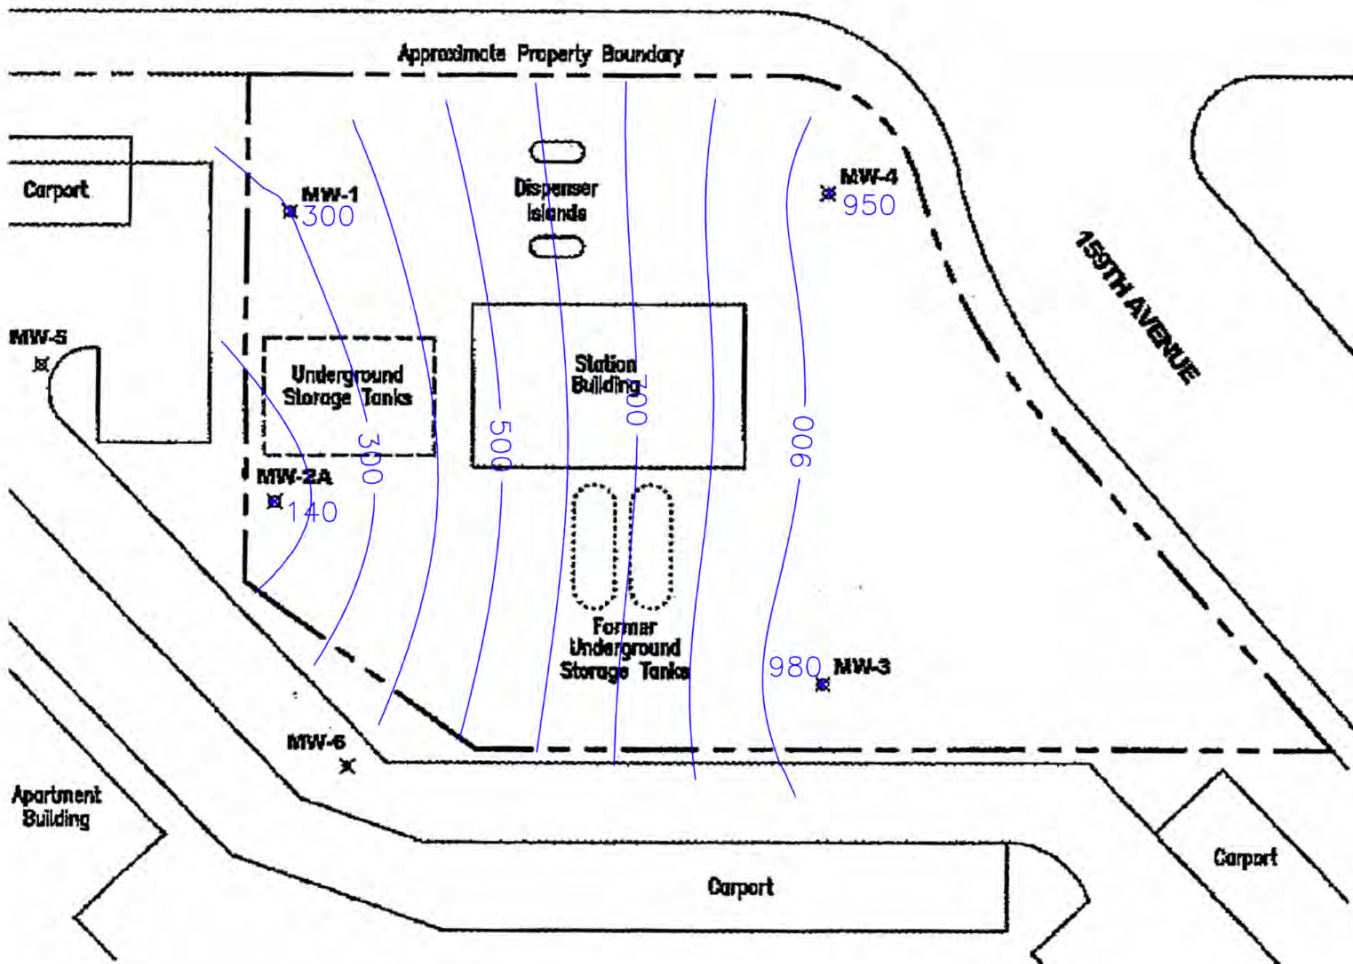 Approximate Property Boundary
Carport
MW-1
300
Dispenser
Islands
MW-4
950
159TH AVENUE
MW-5
Underground
Storage Tanks
Station
Building
700
300
500
900
MW-2A
140
Former
Underground
Storage Tanks
980
MW-3
MW-6
Apartment
Building
Carport
Carport